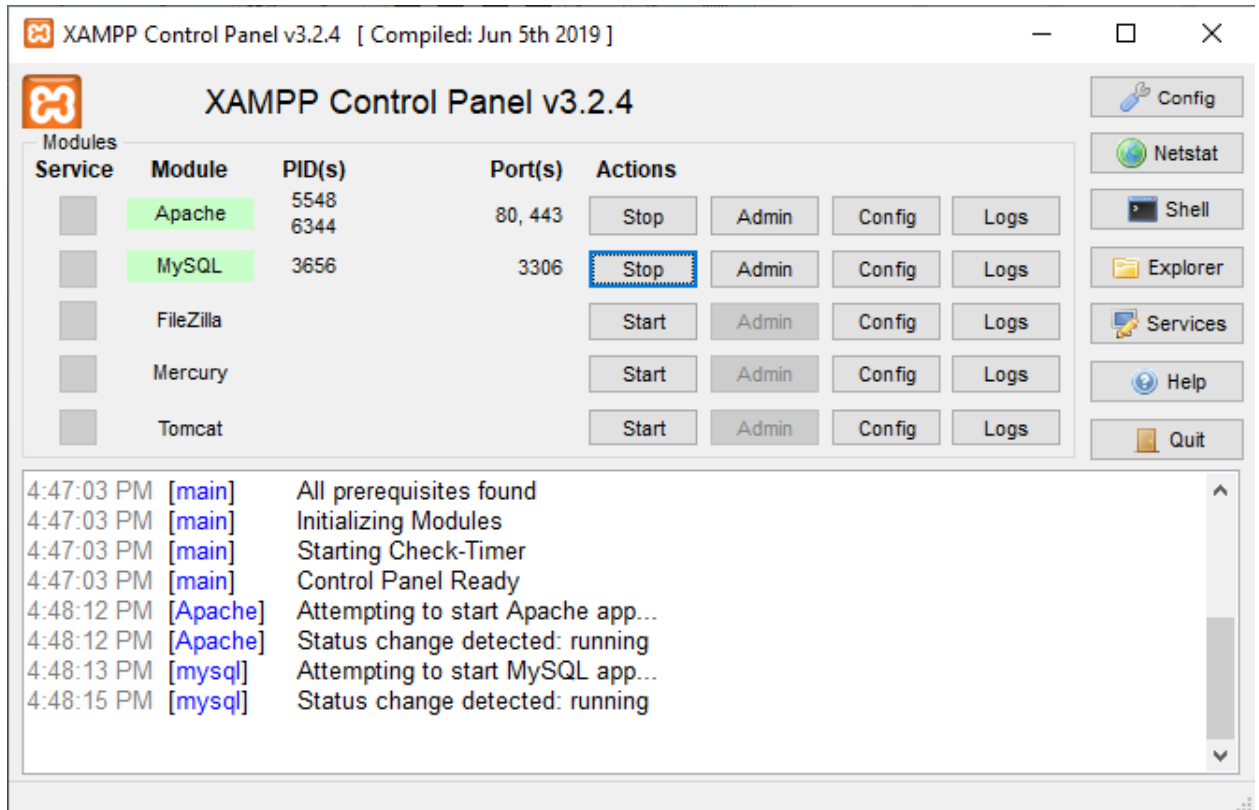 XAMPP Control Panel v3.2.4 [ Compiled: Jun 5th 2019 ]
XAMPP Control Panel v3.2.4
Config
Modules
Netstat
Service Module PID(s) Port(s) Actions
Apache 5548 6344 80, 443 Stop Admin Config Logs
Shell
MySQL 3656 3306 Stop Admin Config Logs
Explorer
FileZilla Start Admin Config Logs
Services
Mercury Start Admin Config Logs
Help
Tomcat Start Admin Config Logs
Quit
4:47:03 PM [main] All prerequisites found
4:47:03 PM [main] Initializing Modules
4:47:03 PM [main] Starting Check-Timer
4:47:03 PM [main] Control Panel Ready
4:48:12 PM [Apache] Attempting to start Apache app...
4:48:12 PM [Apache] Status change detected: running
4:48:13 PM [mysql] Attempting to start MySQL app...
4:48:15 PM [mysql] Status change detected: running